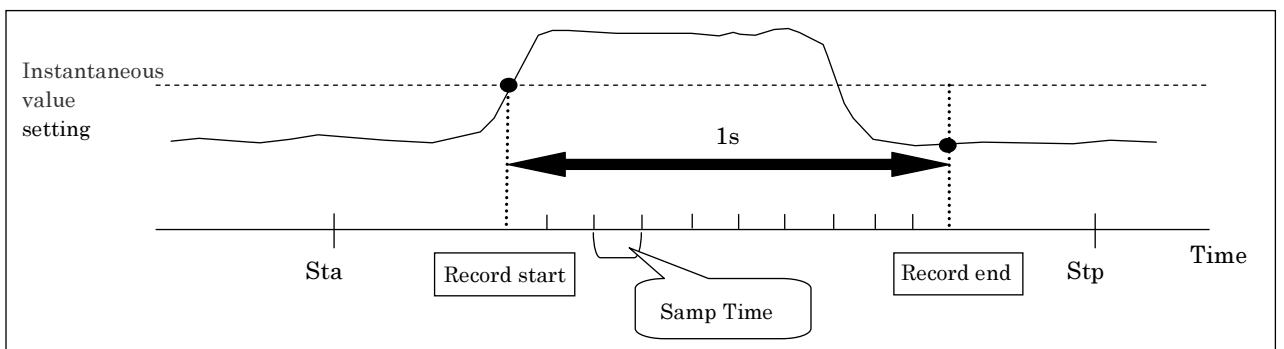 Instantaneous
value
setting
1s
Sta
Record start
Record end
Stp
Time
Samp Time